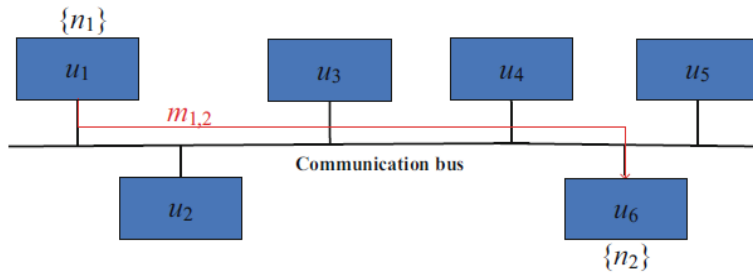 {n₁}
u₁
u₃
u₄
u₅
m₁,₂
Communication bus
u₂
u₆
{n₂}